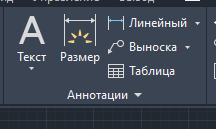 Линейный
Текст
Размер
Выноска
Таблица
Аннотации